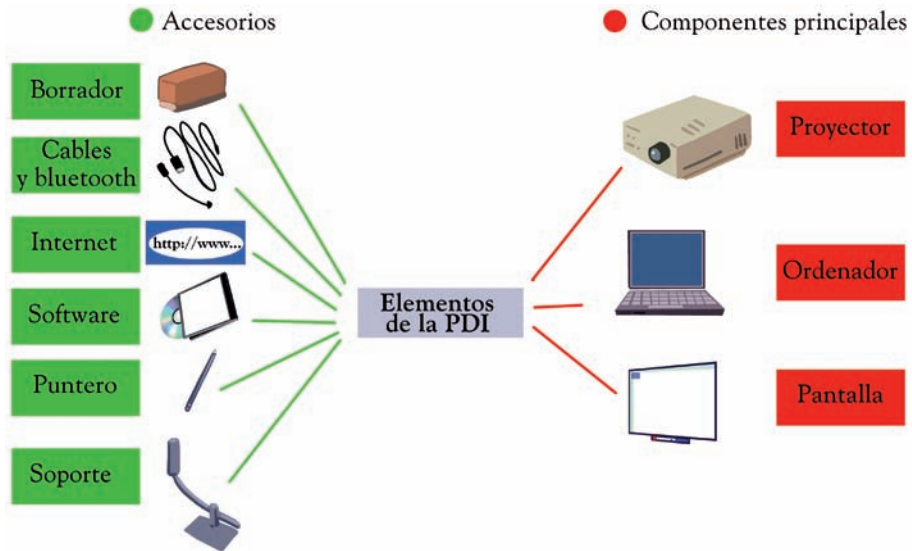 Accesorios
Componentes principales
Borrador
Cables
y bluetooth
Internet
http://www...
Software
Puntero
Soporte
Elementos
de la PDI
Proyector
Ordenador
Pantalla